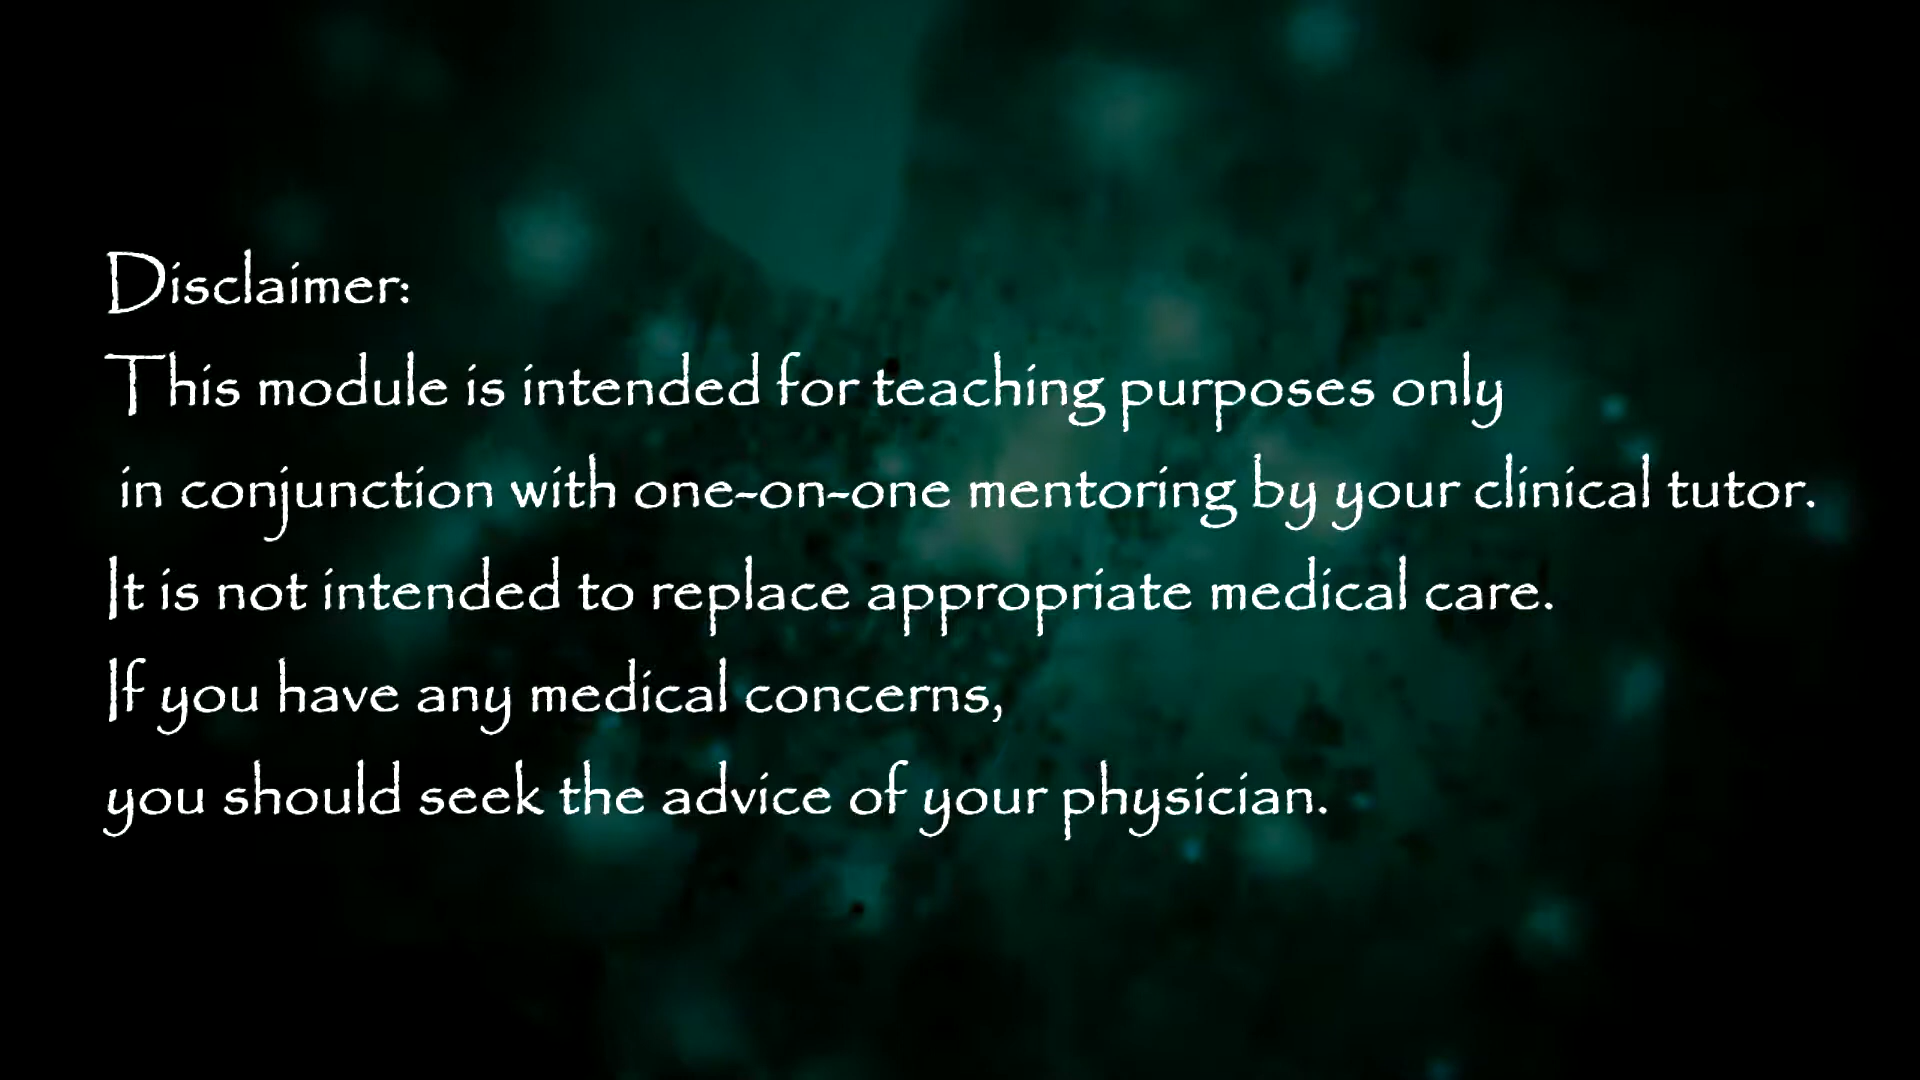 Disclaimer:
This module is intended for teaching purposes only
in conjunction with one-on-one mentoring by your clinical tutor.
It is not intended to replace appropriate medical care.
If you have any medical concerns,
you should seek the advice of your physician.